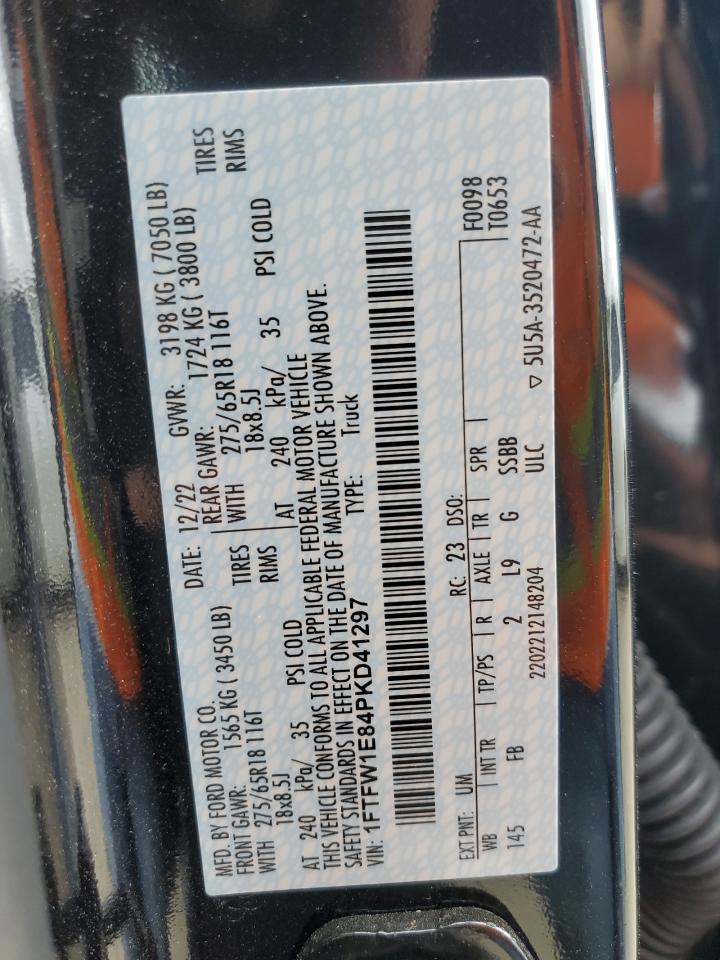 MFD. BY FORD MOTOR CO.
DATE: 12/22 GVWR: 3198 KG ( 7050 LB)
FRONT GAWR: 1565 KG ( 3450 LB) REAR GAWR: 1724 KG ( 3800 LB)
WITH 275/65R18 116T TIRES WITH 275/65R18 116T TIRES
18x8.5J RIMS 18x8.5J RIMS
AT 240 kPa/ 35 PSI COLD AT 240 kPa/ 35 PSI COLD
THIS VEHICLE CONFORMS TO ALL APPLICABLE FEDERAL MOTOR VEHICLE
SAFETY STANDARDS IN EFFECT ON THE DATE OF MANUFACTURE SHOWN ABOVE.
VIN: 1FTFW1E84PKD41297 TYPE: Truck
F0098
EXT PNT: UM RC: 23 DSO: T0653
WB INT TR TP/PS R AXLE TR SPR
145 FB 2 L9 G SSBB
2202212148204 ULC ▽ 5U5A-3520472-AA